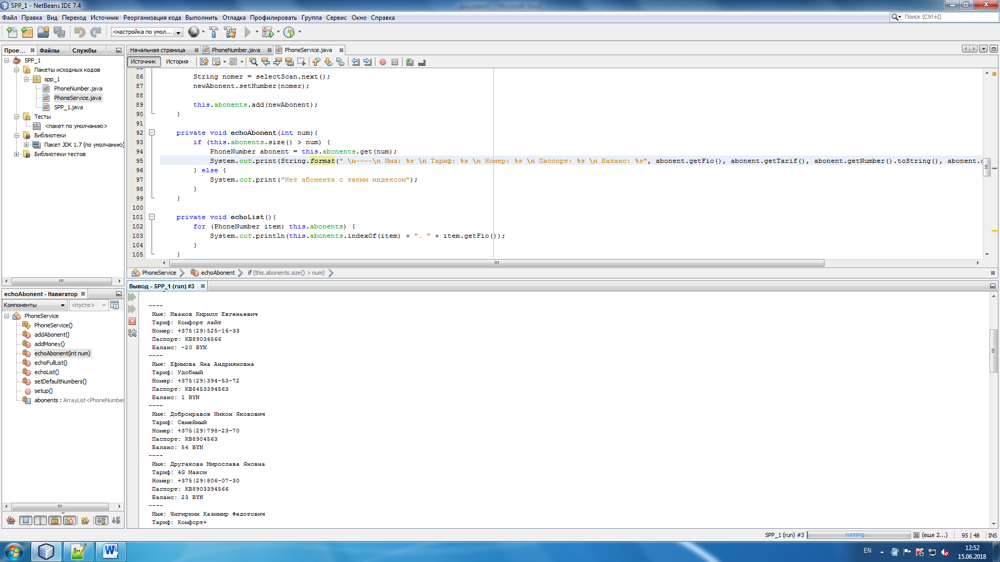 SPP_1 - NetBeans IDE 7.4
Файл Правка Вид Переход Источник Реорганизация кода Выполнить Отладка Профилировать Группа Сервис Окно Справка
Поиск (Ctrl+I)
<настройка по умол...
Прое... Файлы Службы
SPP_1
Пакеты исходных кодов
spp_1
PhoneNumber.java
PhoneService.java
SPP_1.java
Тесты
<пакет по умолчанию>
Библиотеки
Пакет JDK 1.7 (по умолчанию)
Библиотеки тестов
Начальная страница PhoneNumber.java PhoneService.java
Источник История
86 String nomer = selectScan.next();
87 newAbonent.setNumber(nomer);
88
89 this.abonents.add(newAbonent);
90 }
91
92 private void echoAbonent(int num){
93 if (this.abonents.size() > num) {
94 PhoneNumber abonent = this.abonents.get(num);
95 System.out.print(String.format(" \n----\n Имя: %s \n Тариф: %s \n Номер: %s \n Паспорт: %s \n Баланс: %s", abonent.getFio(), abonent.getTarif(), abonent.getNumber().toString(), abonent.g
96 } else {
97 System.out.print("Нет абонента с таким индексом");
98 }
99 }
100
101 private void echoList(){
102 for (PhoneNumber item: this.abonents) {
103 System.out.println(this.abonents.indexOf(item) + ". " + item.getFio());
104 }
105 }
PhoneService echoAbonent if (this.abonents.size() > num)
echoAbonent - Навигатор
Компоненты <пусто>
PhoneService
PhoneService()
addAbonent()
addMoney()
echoAbonent(int num)
echoFullList()
echoList()
setDefaultNumbers()
setup()
abonents : ArrayList<PhoneNumber
Вывод - SPP_1 (run) #3
----
Имя: Иванов Кирилл Евгеньевич
Тариф: Комфорт лайт
Номер: +375(29)525-16-33
Паспорт: КВ89034566
Баланс: -20 BYN
----
Имя: Ефимова Яна Андрияновна
Тариф: Удобный
Номер: +375(29)394-53-72
Паспорт: КВ8453394563
Баланс: 1 BYN
----
Имя: Добронравов Никон Яковович
Тариф: Семейный
Номер: +375(29)798-23-70
Паспорт: КВ8904563
Баланс: 54 BYN
----
Имя: Другакова Мирослава Яновна
Тариф: 4G Макси
Номер: +375(29)806-07-30
Паспорт: КВ8903394566
Баланс: 23 BYN
----
Имя: Чигиркин Казимир Федотович
Тариф: Комфорт+
SPP_1 (run) #3 running... (еще 2...) 95 | 48 INS
EN
12:52
15.06.2018